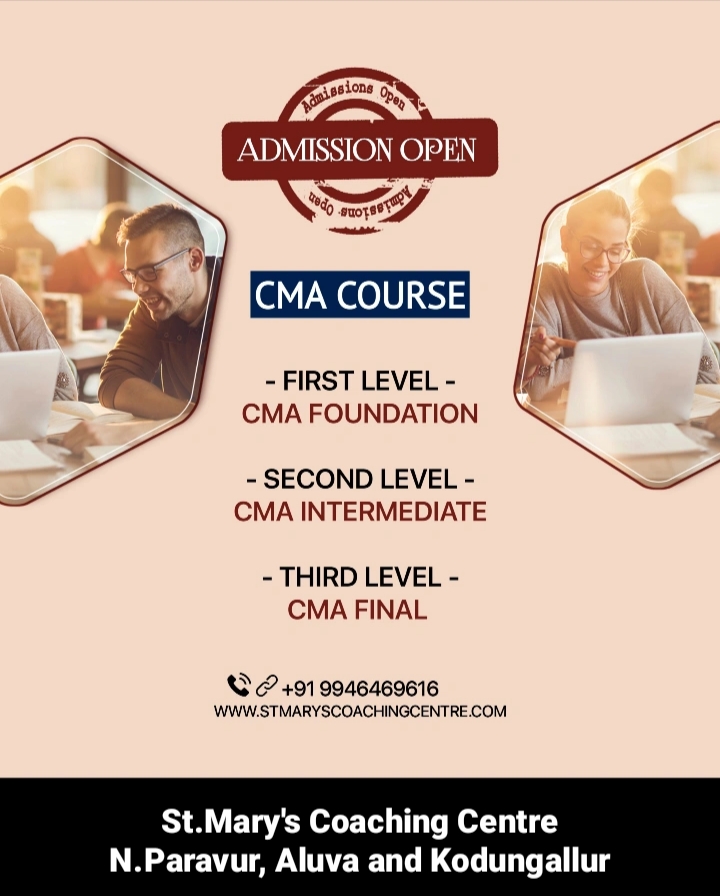 Admissions Open
ADMISSION OPEN
Admissions Open
CMA COURSE
- FIRST LEVEL -
CMA FOUNDATION
- SECOND LEVEL -
CMA INTERMEDIATE
- THIRD LEVEL -
CMA FINAL
+91 9946469616
WWW.STMARYSCOACHINGCENTRE.COM
St.Mary's Coaching Centre
N.Paravur, Aluva and Kodungallur